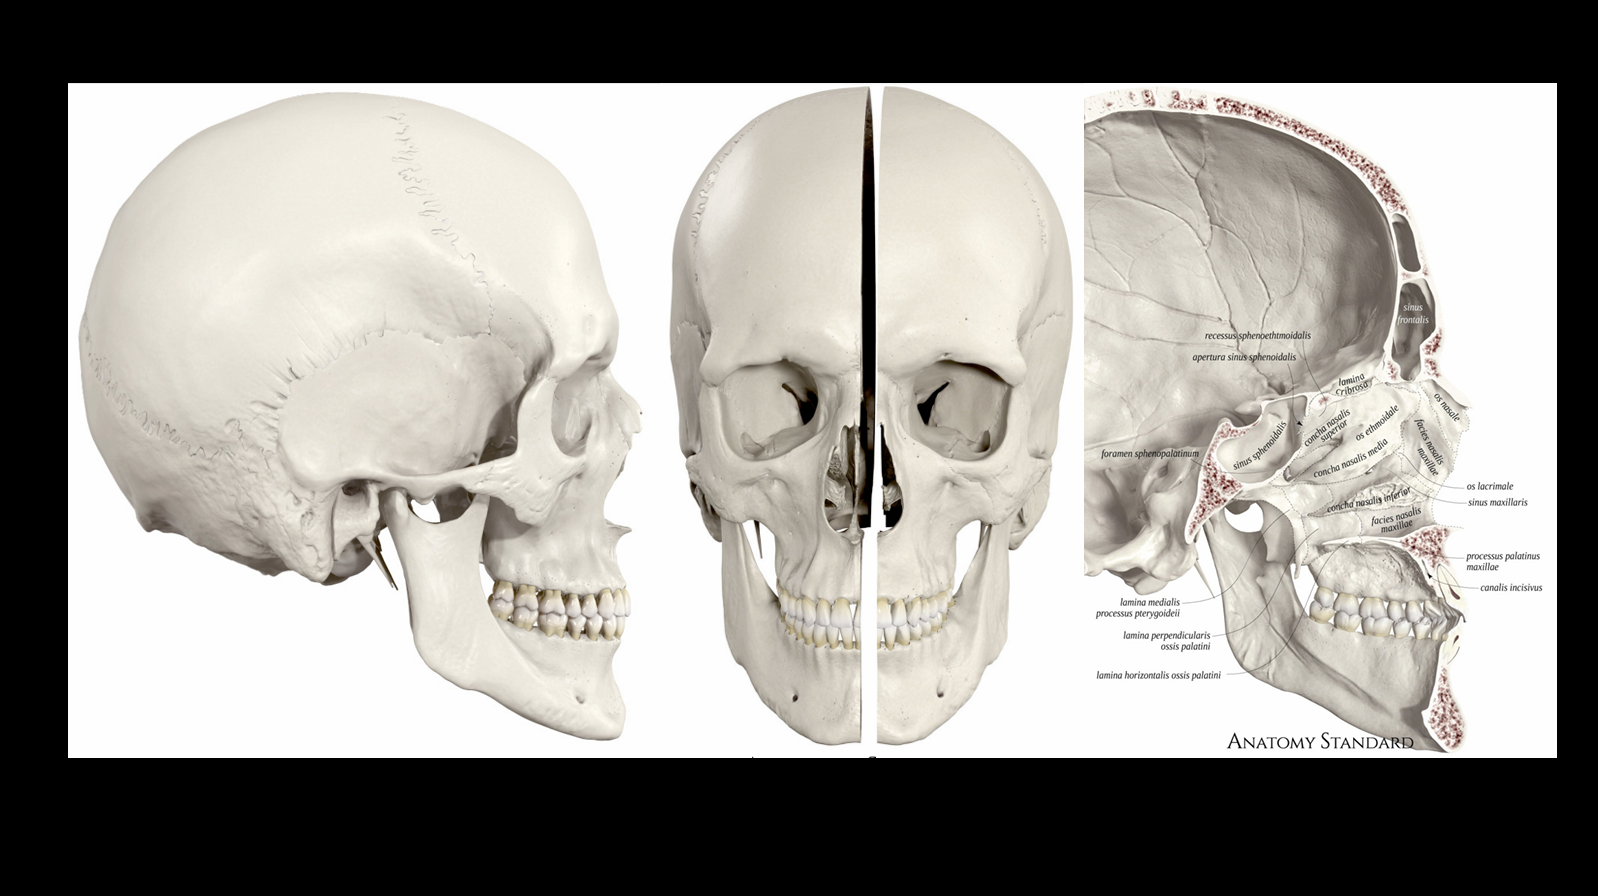 sinus
frontalis
recessus sphenoethtmoidalis
apertura sinus sphenoidalis
lamina
cribrosa
os nasale
concha nasalis
superior
os ethmoidale
facies nasalis
maxillae
sinus sphenoidalis
foramen sphenopalatinum
concha nasalis media
os lacrimale
concha nasalis inferior
sinus maxillaris
facies nasalis
maxillae
processus palatinus
maxillae
canalis incisivus
lamina medialis
processus pterygoideii
lamina perpendicularis
ossis palatini
lamina horizontalis ossis palatini
ANATOMY STANDARD